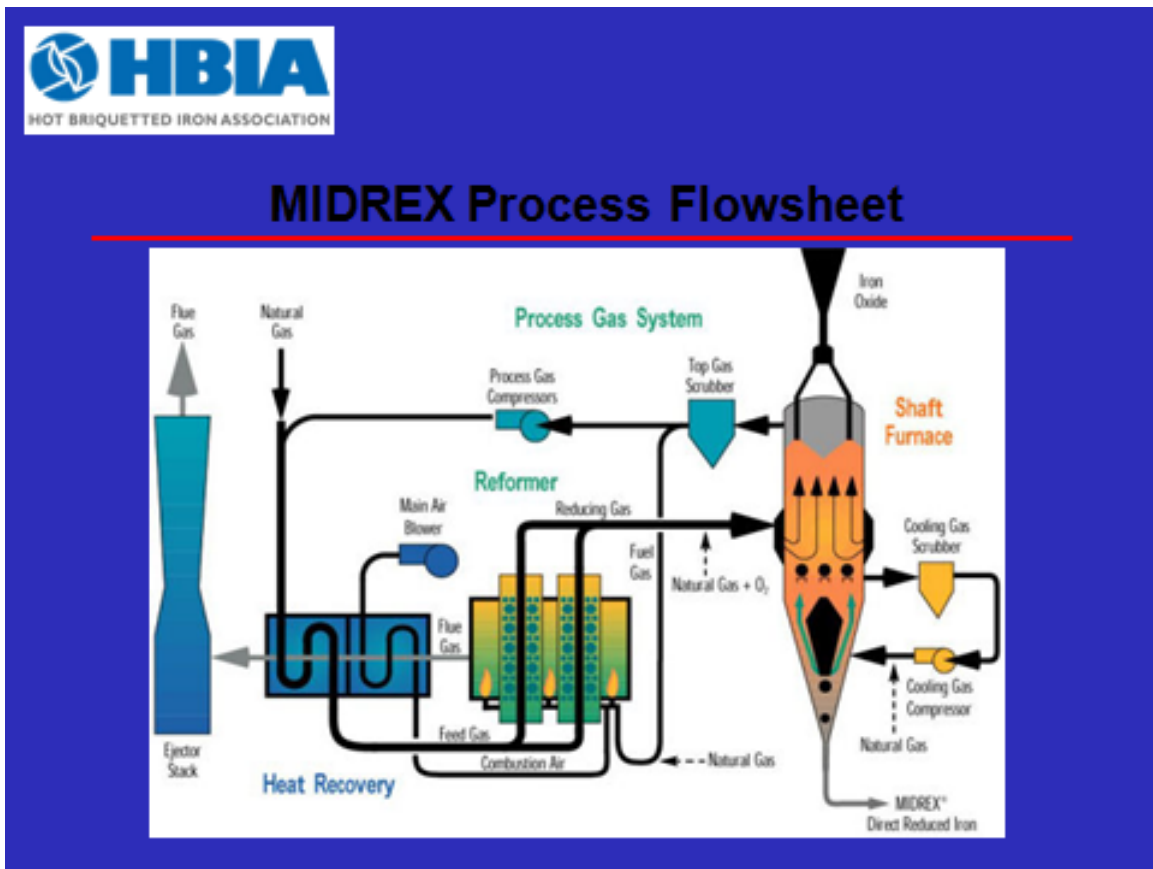 HBIA
HOT BRIQUETTED IRON ASSOCIATION
MIDREX Process Flowsheet
Flue
Gas
Natural
Gas
Process Gas System
Iron
Oxide
Process Gas
Compressors
Top Gas
Scrubber
Shaft
Furnace
Reformer
Main Air
Blower
Reducing Gas
Fuel
Gas
Natural Gas + O₂
Cooling Gas
Scrubber
Flue
Gas
Cooling Gas
Compressor
Natural Gas
Feed Gas
Combustion Air
Natural Gas
Ejector
Stack
Heat Recovery
MIDREX®
Direct Reduced Iron